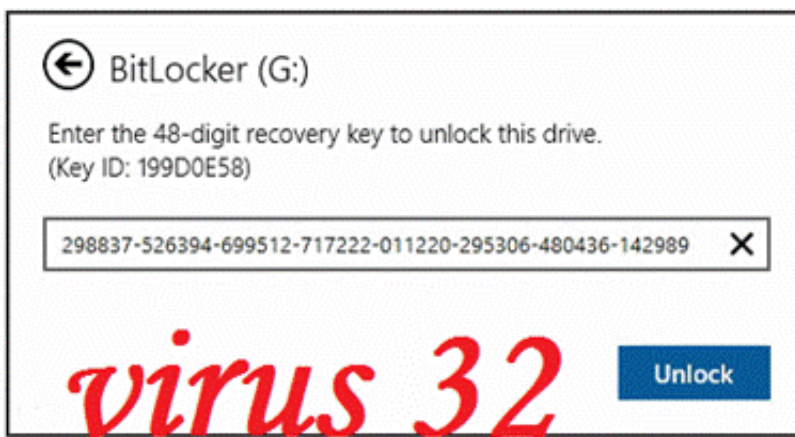 BitLocker (G:)
Enter the 48-digit recovery key to unlock this drive.
(Key ID: 199D0E58)
298837-526394-699512-717222-011220-295306-480436-142989
Unlock
virus 32